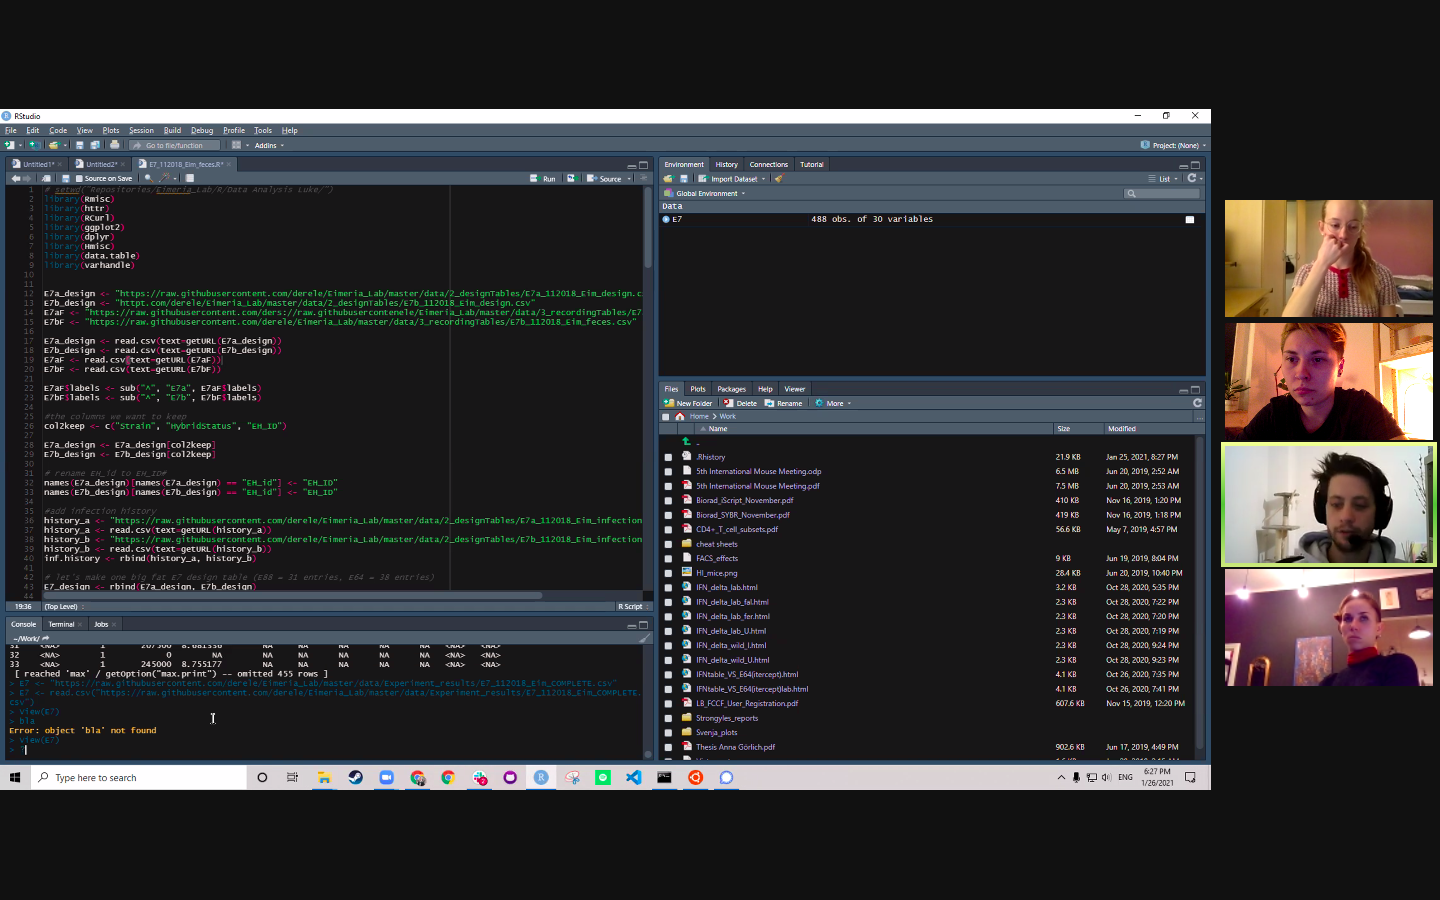 RStudio
File Edit Code View Plots Session Build Debug Profile Tools Help
Go to file/function Addins Project: (None)
Untitled1* Untitled2* E7_112018_Eim_feces.R*
Source on Save Run Source
1 # setwd("Repositories/Eimeria_Lab/R/Data Analysis Luke/")
2 library(Rmisc)
3 library(httr)
4 library(RCurl)
5 library(ggplot2)
6 library(dplyr)
7 library(Hmisc)
8 library(data.table)
9 library(varhandle)
10
11
12 E7a_design <- "https://raw.githubusercontent.com/derele/Eimeria_Lab/master/data/2_designTables/E7a_112018_Eim_design.c
13 E7b_design <- "httpt.com/derele/Eimeria_Lab/master/data/2_designTables/E7b_112018_Eim_design.csv"
14 E7aF <- "https://raw.githubusercontent.com/ders://raw.githubusercontenele/Eimeria_Lab/master/data/3_recordingTables/E7
15 E7bF <- "https://raw.githubusercontent.com/derele/Eimeria_Lab/master/data/3_recordingTables/E7b_112018_Eim_feces.csv"
16
17 E7a_design <- read.csv(text=getURL(E7a_design))
18 E7b_design <- read.csv(text=getURL(E7b_design))
19 E7aF <- read.csv(text=getURL(E7aF))
20 E7bF <- read.csv(text=getURL(E7bF))
21
22 E7aF$labels <- sub("^", "E7a", E7aF$labels)
23 E7bF$labels <- sub("^", "E7b", E7bF$labels)
24
25 #the columns we want to keep
26 col2keep <- c("Strain", "HybridStatus", "EH_ID")
27
28 E7a_design <- E7a_design[col2keep]
29 E7b_design <- E7b_design[col2keep]
30
31 # rename EH_id to EH_ID#
32 names(E7a_design)[names(E7a_design) == "EH_id"] <- "EH_ID"
33 names(E7b_design)[names(E7b_design) == "EH_id"] <- "EH_ID"
34
35 #add infection history
36 history_a <- "https://raw.githubusercontent.com/derele/Eimeria_Lab/master/data/2_designTables/E7a_112018_Eim_infection
37 history_a <- read.csv(text=getURL(history_a))
38 history_b <- "https://raw.githubusercontent.com/derele/Eimeria_Lab/master/data/2_designTables/E7b_112018_Eim_infection
39 history_b <- read.csv(text=getURL(history_b))
40 inf.history <- rbind(history_a, history_b)
41
42 # let's make one big fat E7 design table (E88 = 31 entries, E64 = 38 entries)
43 E7_design <- rbind(E7a_design, E7b_design)
44
19:36 (Top Level) R Script
Console Terminal Jobs
~/Work/
32 <NA> 1 0 NA NA NA NA NA NA <NA> <NA>
33 <NA> 1 245000 8.755177 NA NA NA NA NA <NA> <NA>
[ reached 'max' / getOption("max.print") -- omitted 455 rows ]
> E7 <- "https://raw.githubusercontent.com/derele/Eimeria_Lab/master/data/Experiment_results/E7_112018_Eim_COMPLETE.csv"
> E7 <- read.csv("https://raw.githubusercontent.com/derele/Eimeria_Lab/master/data/Experiment_results/E7_112018_Eim_COMPLETE.
csv")
> View(E7)
> bla
Error: object 'bla' not found
> View(E7)
>
Environment History Connections Tutorial
Import Dataset List
Global Environment
Data
E7 488 obs. of 30 variables
Files Plots Packages Help Viewer
New Folder Delete Rename More
Home Work
Name Size Modified
..
.Rhistory 21.9 KB Jan 25, 2021, 8:27 PM
5th International Mouse Meeting.odp 6.5 MB Jun 20, 2019, 2:52 AM
5th International Mouse Meeting.pdf 7.5 MB Jun 20, 2019, 2:53 AM
Biorad_iScript_November.pdf 410 KB Nov 16, 2019, 1:20 PM
Biorad_SYBR_November.pdf 419 KB Nov 16, 2019, 1:18 PM
CD4+_T_cell_subsets.pdf 56.6 KB May 7, 2019, 4:57 PM
cheat sheets
FACS_effects 9 KB Jun 19, 2019, 8:04 PM
HI_mice.png 28.4 KB Jun 20, 2019, 10:40 PM
IFN_delta_lab.html 3.2 KB Oct 28, 2020, 5:35 PM
IFN_delta_lab_fal.html 2.3 KB Oct 28, 2020, 7:22 PM
IFN_delta_lab_fer.html 2.3 KB Oct 28, 2020, 7:20 PM
IFN_delta_lab_U.html 2.3 KB Oct 28, 2020, 7:19 PM
IFN_delta_wild_I.html 2.3 KB Oct 28, 2020, 9:24 PM
IFN_delta_wild_U.html 2.3 KB Oct 28, 2020, 9:23 PM
IFNtable_VS_E64(itercept).html 4.1 KB Oct 26, 2020, 7:35 PM
IFNtable_VS_E64(itercept)lab.html 4.1 KB Oct 26, 2020, 7:41 PM
LB_FCCF_User_Registration.pdf 607.6 KB Nov 15, 2019, 12:20 PM
Strongyles_reports
Svenja_plots
Thesis Anna Görlich.pdf 902.6 KB Jun 17, 2019, 4:49 PM
Type here to search
ENG 6:27 PM
1/26/2021